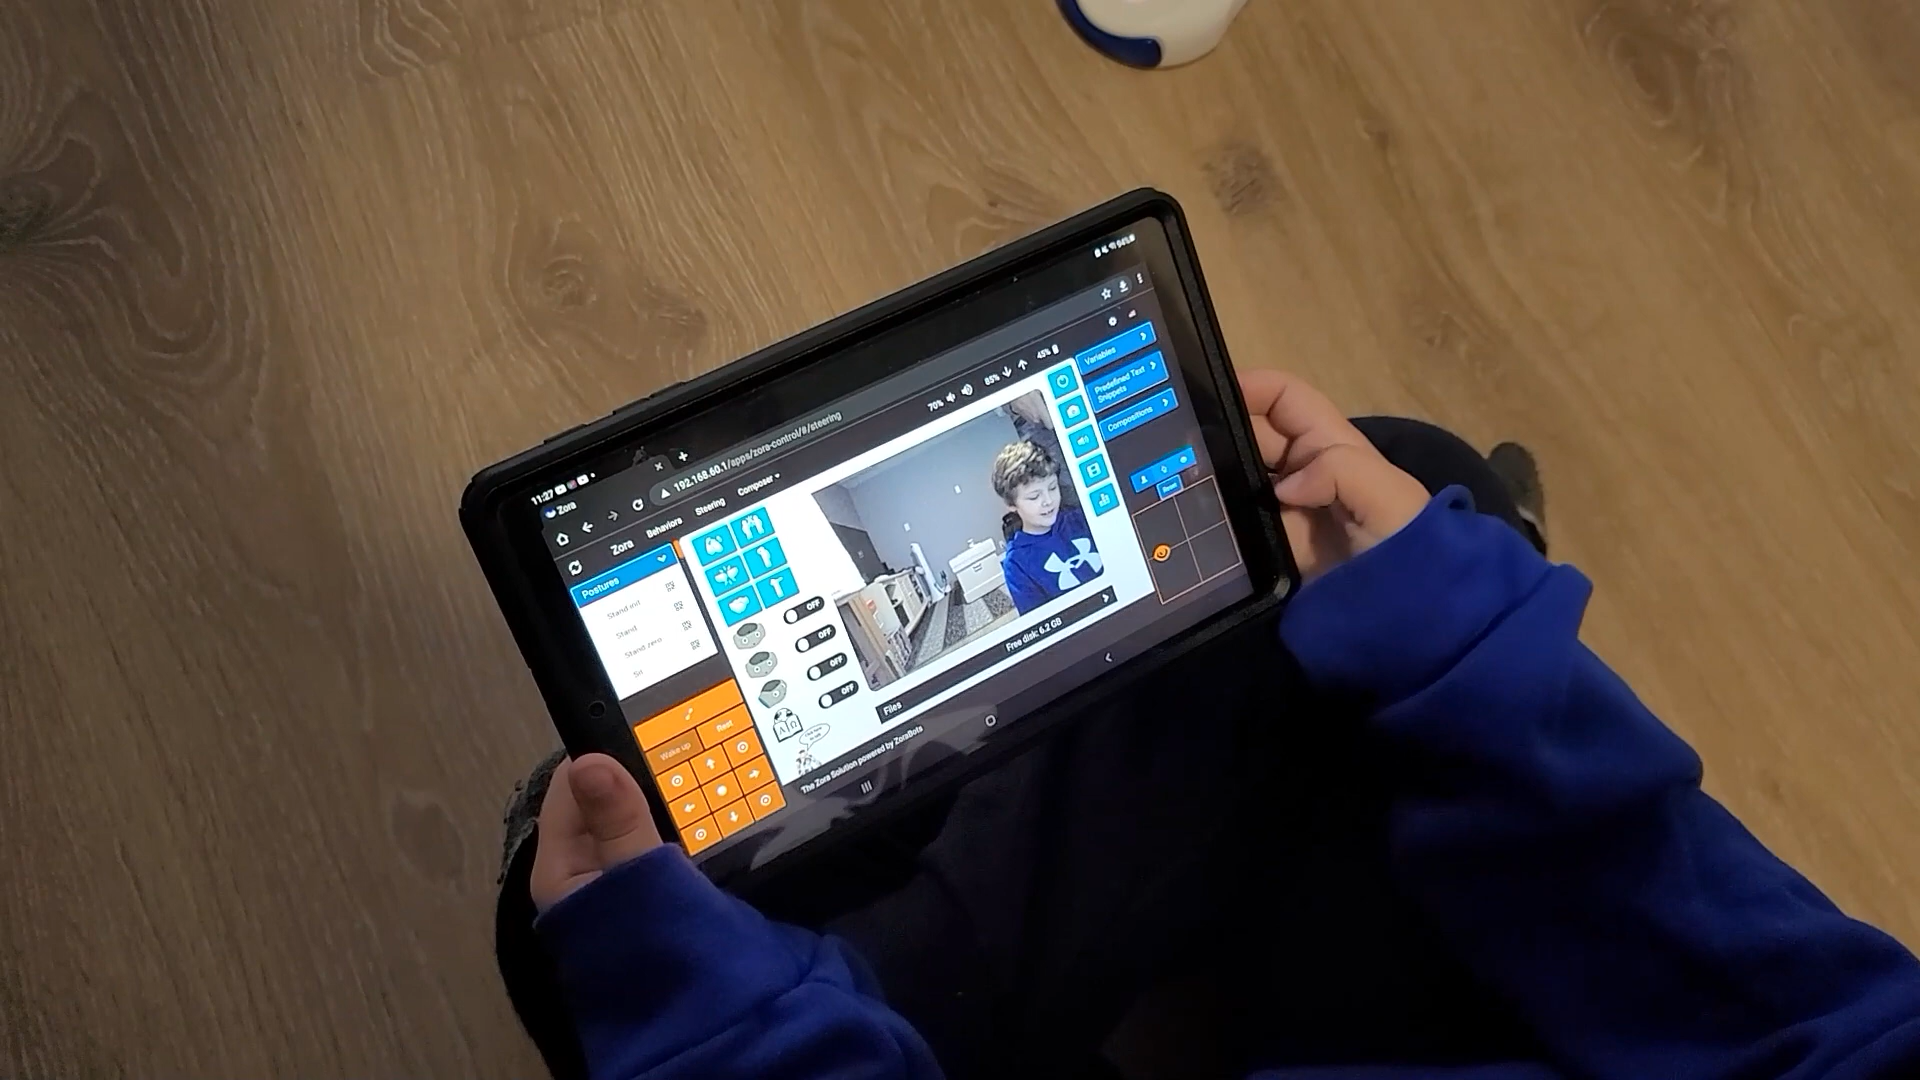 11:27
94%
Zora
192.168.60.1/apps/zora-control/#/steering
Zora Behaviors Steering Composer
70% 85% 45%
Postures
Stand init
Stand
Stand zero
Sit
Wake up
Rest
OFF
OFF
OFF
OFF
Variables
Predefined Text
Snippets
Compositions
Reset
Files
Free disk: 6.2 GB
The Zora Solution powered by ZoraBots